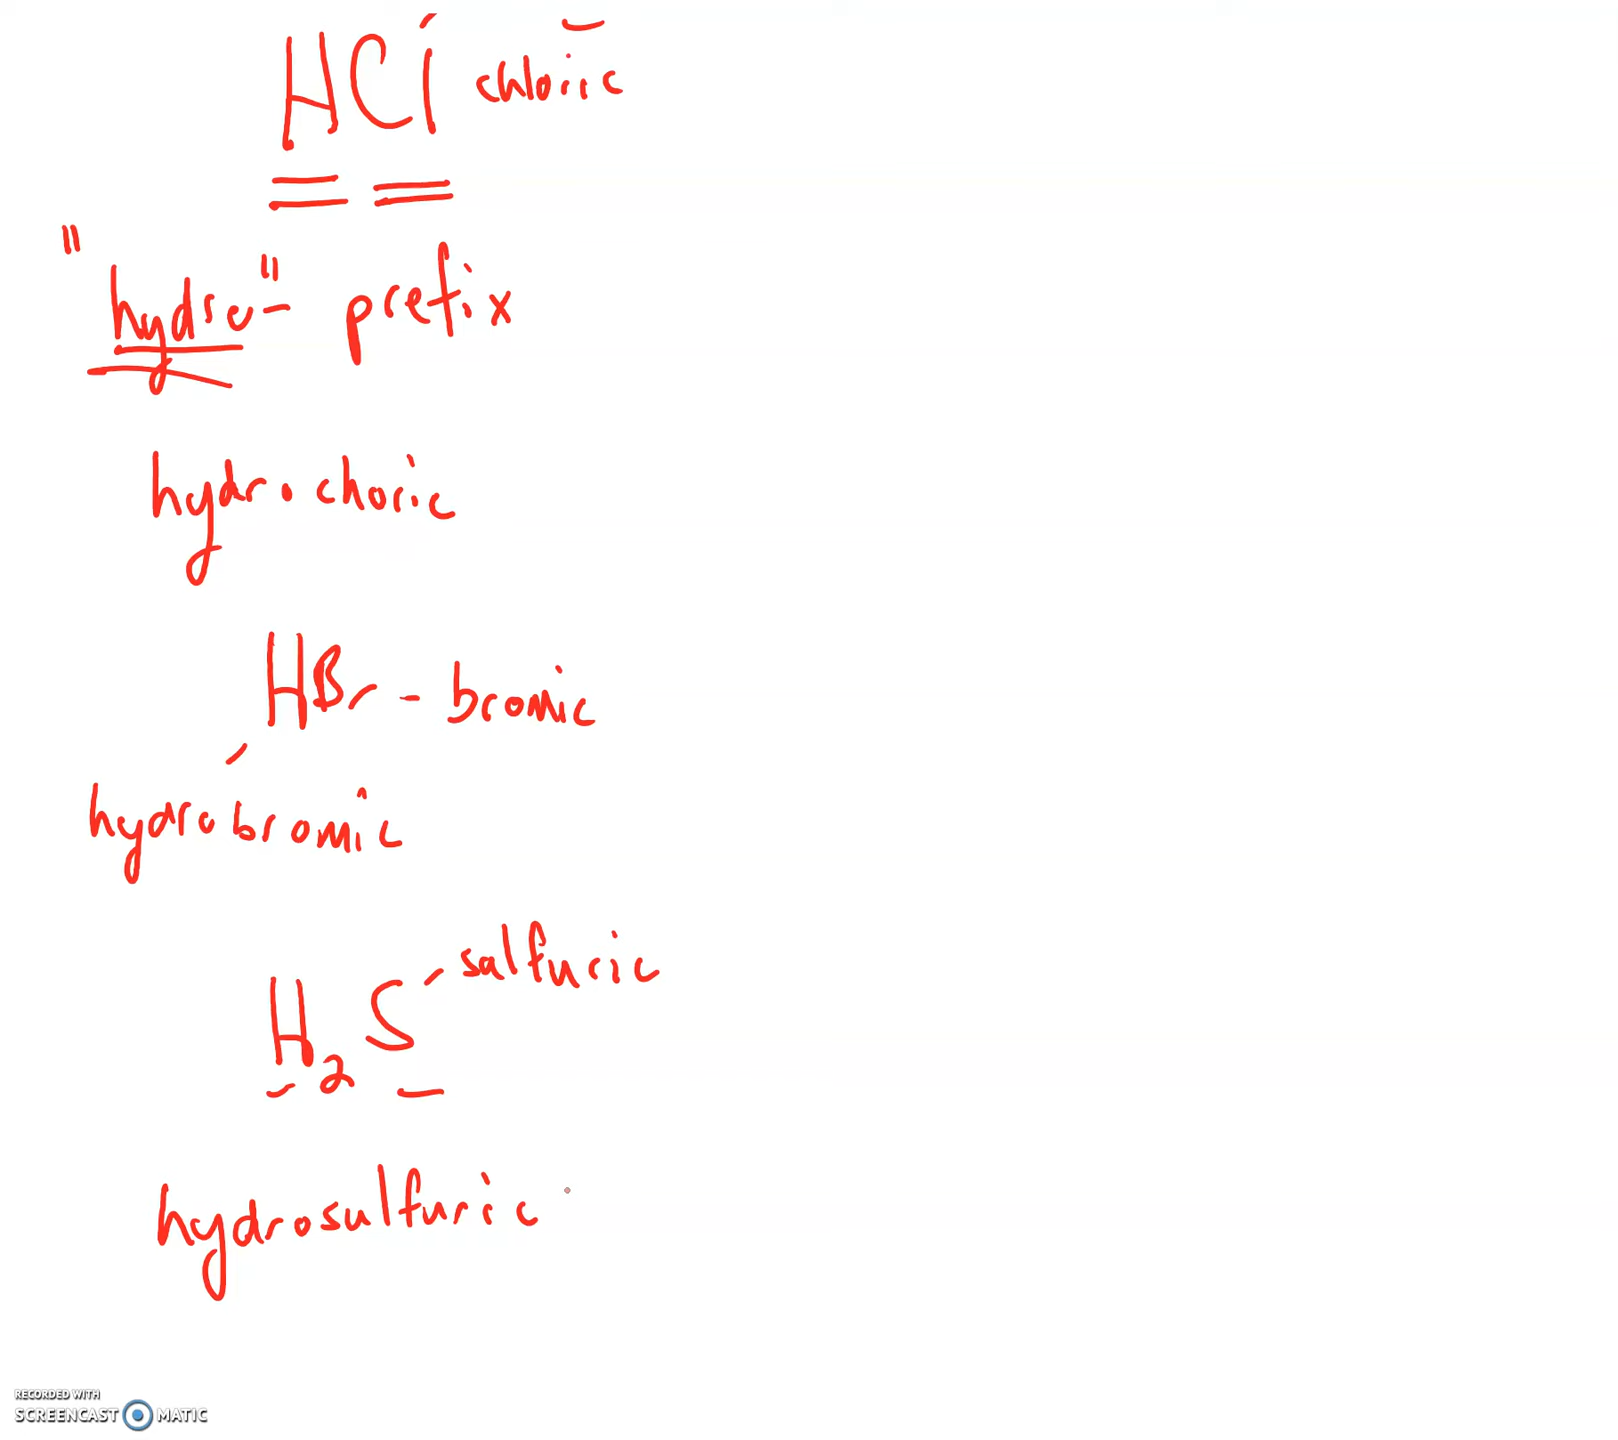 HCl chloric
"hydro-" prefix
hydrochoric
HBr - bromic
hydrobromic
H₂S salfuric
hydrosulfuric
RECORDED WITH
SCREENCAST MATIC